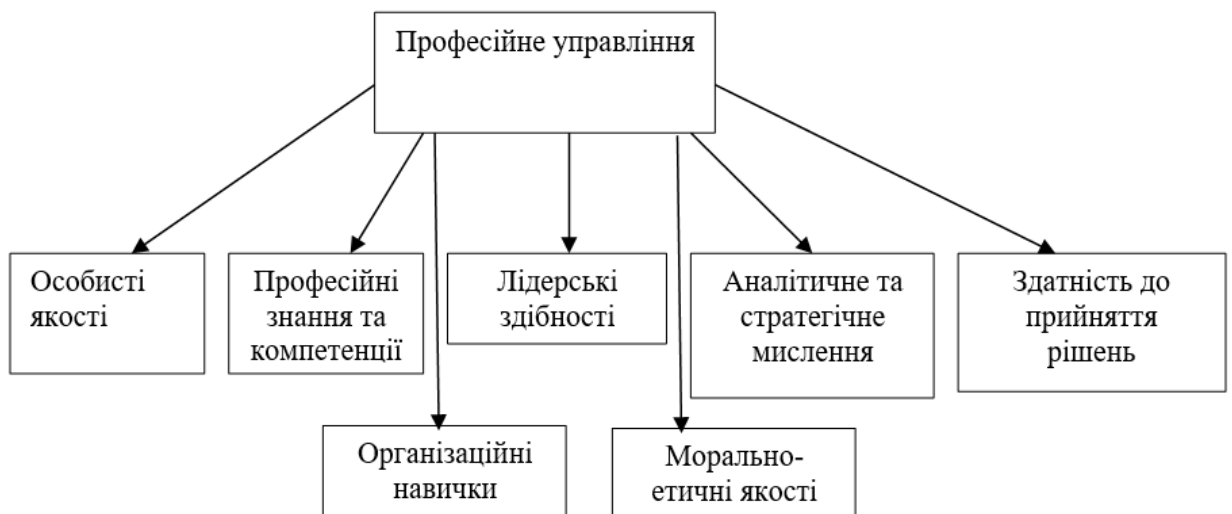 Професійне управління
Особисті
якості
Професійні
знання та
компетенції
Лідерські
здібності
Аналітичне та
стратегічне
мислення
Здатність до
прийняття
рішень
Організаційні
навички
Морально-
етичні якості